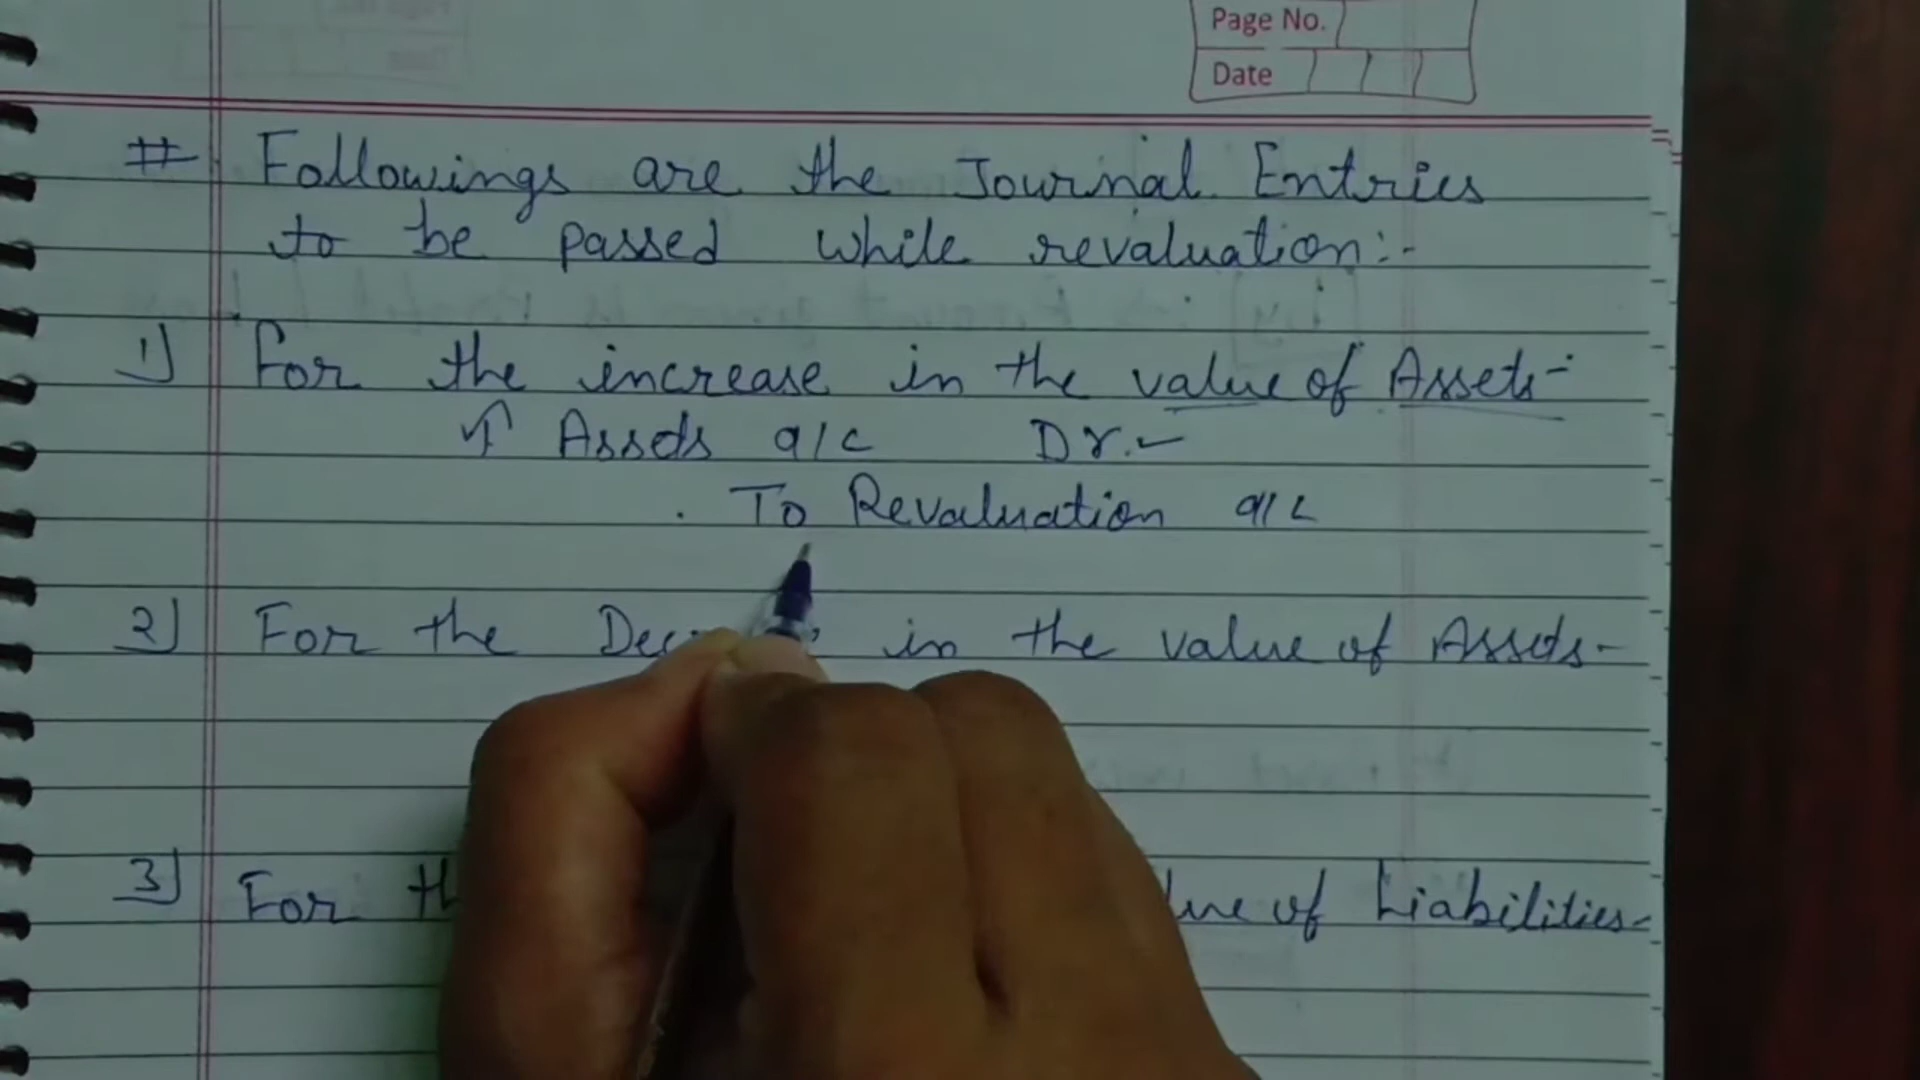 Page No.
Date
# Followings are the Journal Entries
to be passed while revaluation:-
1) For the increase in the value of Assets-
Assets a/c Dr.
To Revaluation a/c
2) For the in the value of Assets-
3) For of Liabilities-